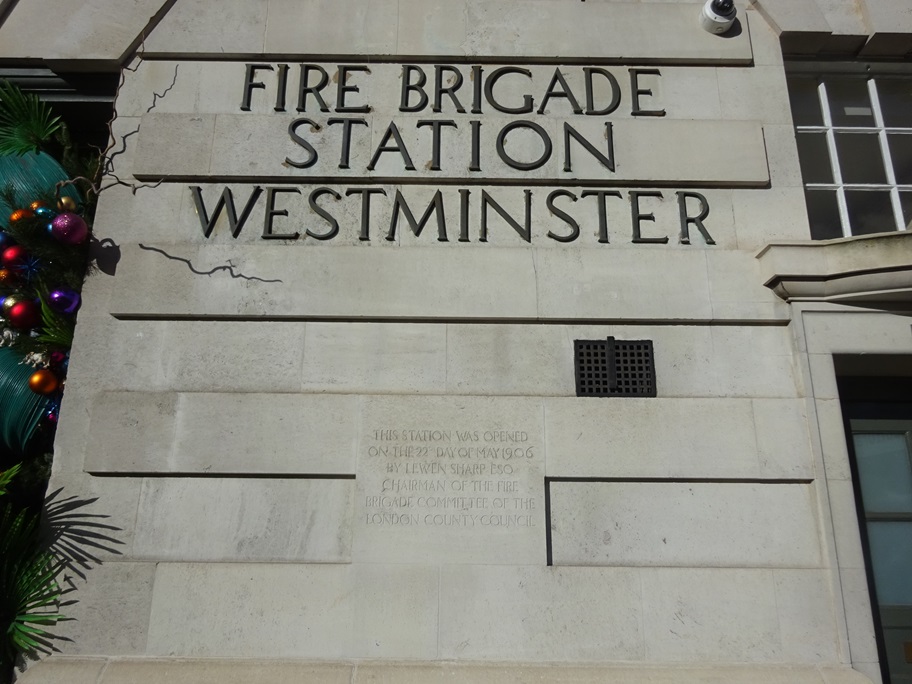 FIRE BRIGADE
STATION
WESTMINSTER
THIS STATION WAS OPENED
ON THE 22ᴰ DAY OF MAY 1906
BY LEWEN SHARP ESQ
CHAIRMAN OF THE FIRE
BRIGADE COMMITTEE OF THE
LONDON COUNTY COUNCIL